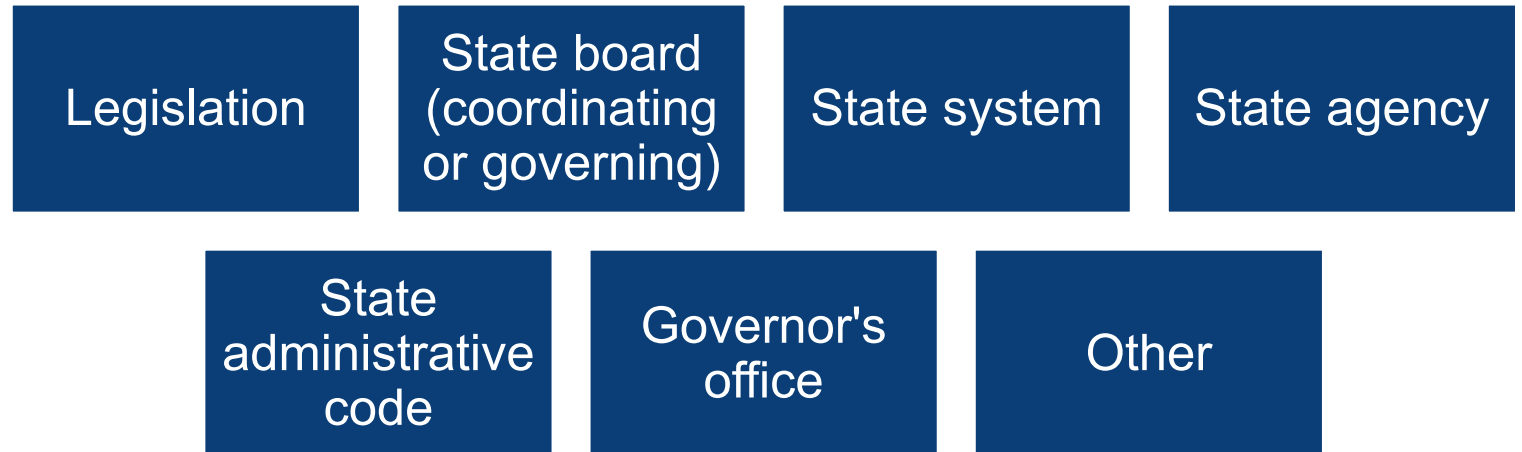 Legislation
State board
(coordinating
or governing)
State system
State agency
State
administrative
code
Governor's
office
Other